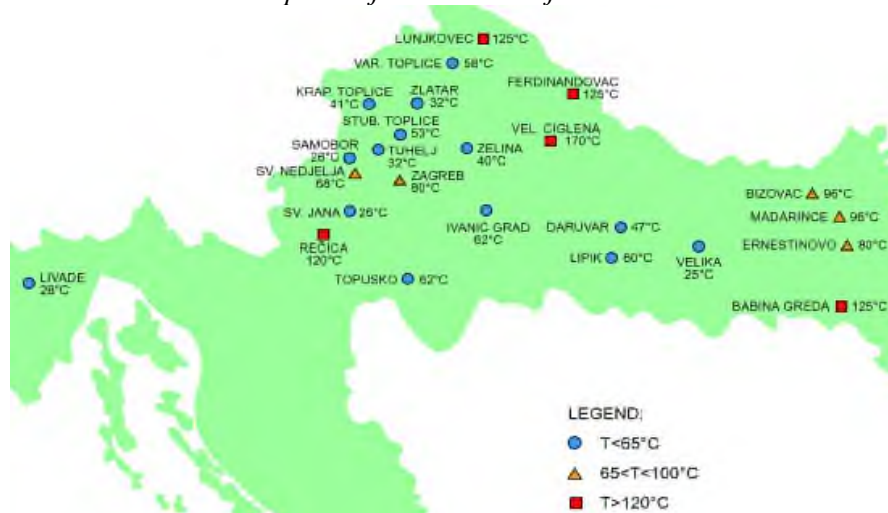 LUNJKOVEC 125°C
VAR. TOPLICE 58°C
FERDINANDOVAC
125°C
KRAP. TOPLICE
41°C
ZLATAR
32°C
STUB. TOPLICE
53°C
VEL. CIGLENA
170°C
SAMOBOR
28°C
TUHELJ
32°C
ZELINA
40°C
SV. NEDJELJA
68°C
ZAGREB
80°C
BIZOVAC 96°C
SV. JANA 26°C
MADARINCE 96°C
IVANIĆ GRAD
62°C
DARUVAR 47°C
REČICA
120°C
ERNESTINOVO 80°C
LIPIK 60°C
VELIKA
25°C
LIVADE
28°C
TOPUSKO 62°C
BABINA GREDA 125°C
LEGEND:
T<65°C
65<T<100°C
T>120°C